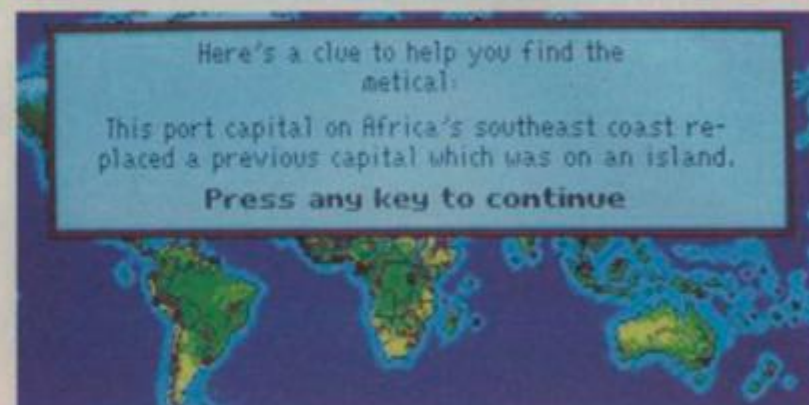 Here's a clue to help you find the
metical:
This port capital on Africa's southeast coast re-
placed a previous capital which was on an island.
Press any key to continue